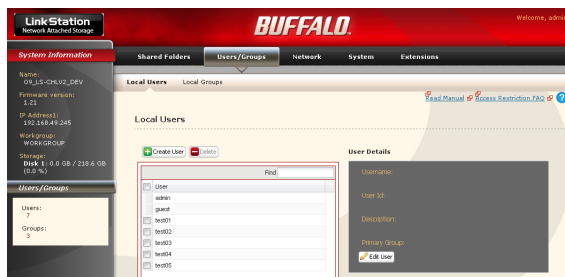 LinkStation
Network Attached Storage
BUFFALO
Welcome, admin
System Information
Shared Folders
Users/Groups
Network
System
Extensions
Name:
09_LS-CHLV2_DEV
Firmware version:
1.21
IP Address1:
192.168.49.245
Workgroup:
WORKGROUP
Storage:
Disk 1: 0.0 GB / 218.6 GB
(0.0 %)
Users/Groups
Users:
7
Groups:
3
Local Users
Local Groups
Read Manual
Access Restriction FAQ
?
Local Users
Create User
Delete
Find
User
admin
guest
test01
test02
test03
test04
test05
User Details
Username:
User Id:
Description:
Primary Group:
Edit User